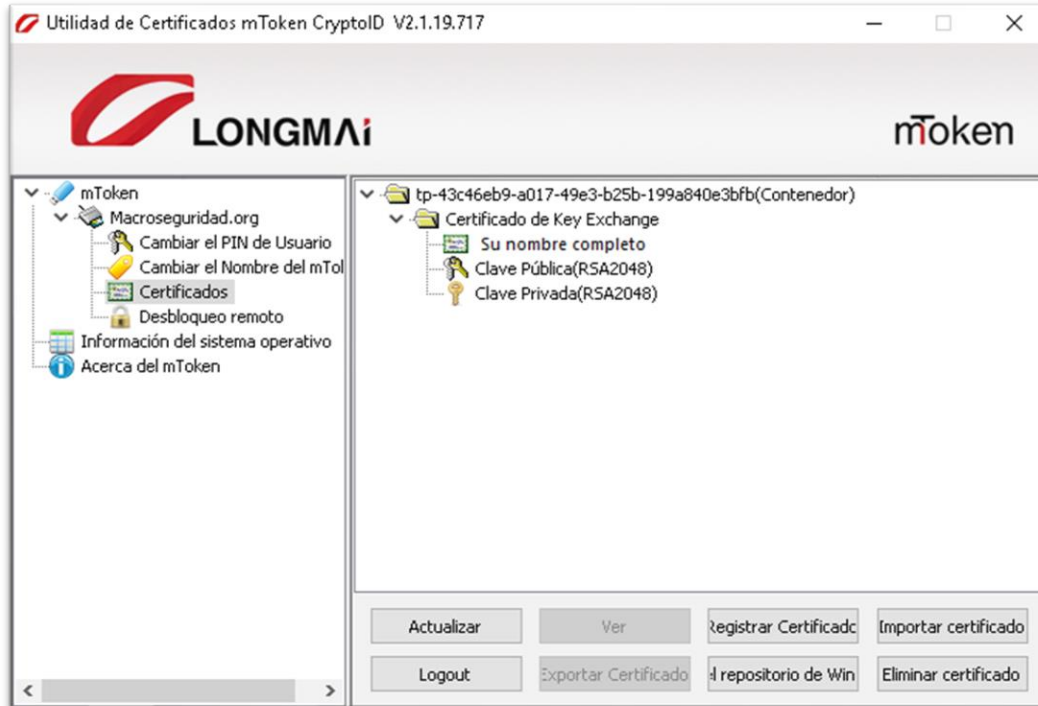 Utilidad de Certificados mToken CryptoID V2.1.19.717
LONGMAi
mToken
mToken
Macroseguridad.org
Cambiar el PIN de Usuario
Cambiar el Nombre del mTol
Certificados
Desbloqueo remoto
Información del sistema operativo
Acerca del mToken
tp-43c46eb9-a017-49e3-b25b-199a840e3bfb(Contenedor)
Certificado de Key Exchange
Su nombre completo
Clave Pública(RSA2048)
Clave Privada(RSA2048)
Actualizar Ver Registrar Certificado Importar certificado
Logout Exportar Certificado el repositorio de Win Eliminar certificado